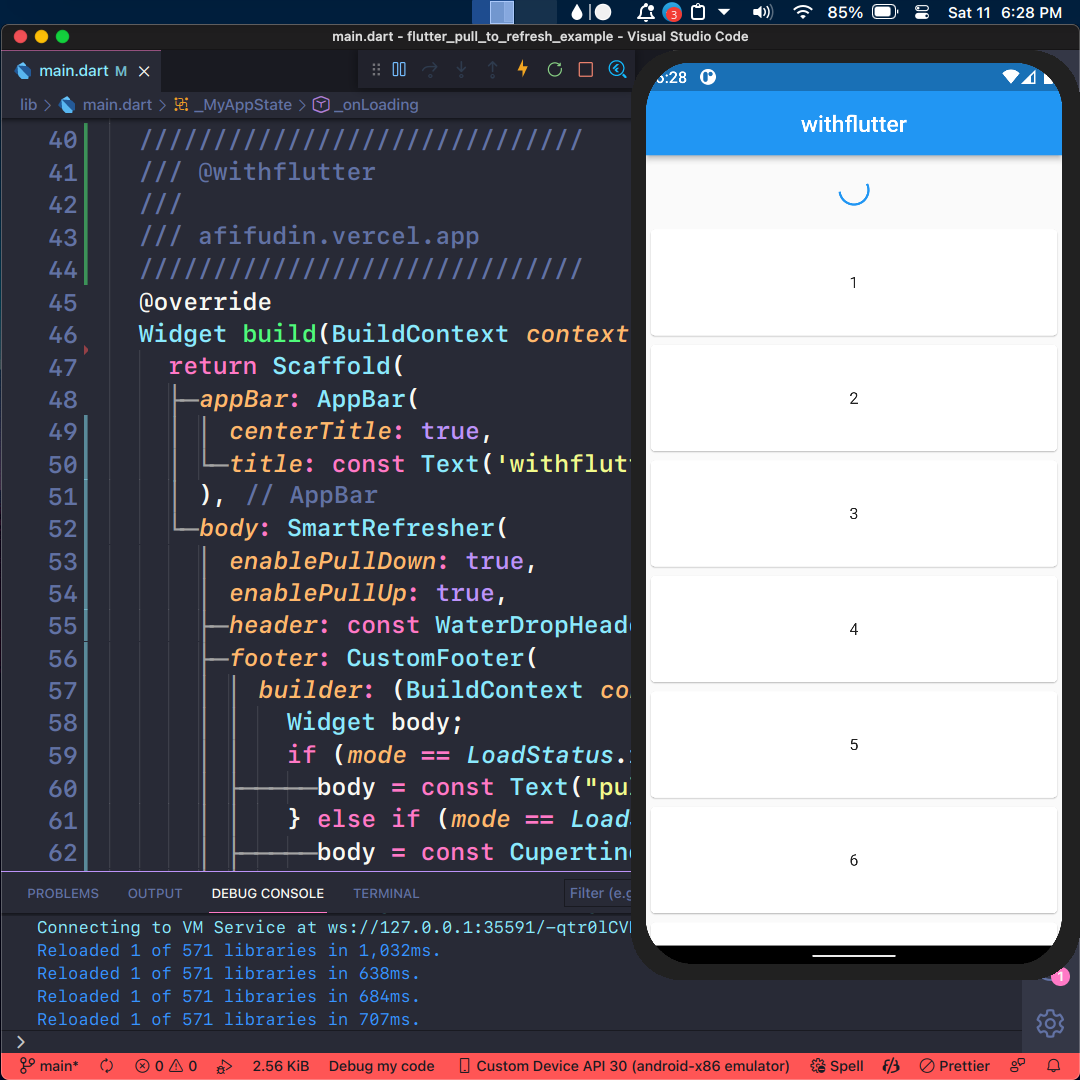 3
85%
Sat 11 6:28 PM
main.dart - flutter_pull_to_refresh_example - Visual Studio Code
main.dart M
lib > main.dart > _MyAppState > _onLoading
40 //////////////////////////////
41 /// @withflutter
42 ///
43 /// afifudin.vercel.app
44 //////////////////////////////
45 @override
46 Widget build(BuildContext context
47 return Scaffold(
48 appBar: AppBar(
49 centerTitle: true,
50 title: const Text('withflutt
51 ), // AppBar
52 body: SmartRefresher(
53 enablePullDown: true,
54 enablePullUp: true,
55 header: const WaterDropHeade
56 footer: CustomFooter(
57 builder: (BuildContext co
58 Widget body;
59 if (mode == LoadStatus.
60 body = const Text("pu
61 } else if (mode == Load
62 body = const Cupertin
PROBLEMS OUTPUT DEBUG CONSOLE TERMINAL Filter (e.g
Connecting to VM Service at ws://127.0.0.1:35591/-qtr0lCV
Reloaded 1 of 571 libraries in 1,032ms.
Reloaded 1 of 571 libraries in 638ms.
Reloaded 1 of 571 libraries in 684ms.
Reloaded 1 of 571 libraries in 707ms.
>
6:28
withflutter
1
2
3
4
5
6
1
main* 0 0 2.56 KiB Debug my code Custom Device API 30 (android-x86 emulator) Spell Prettier